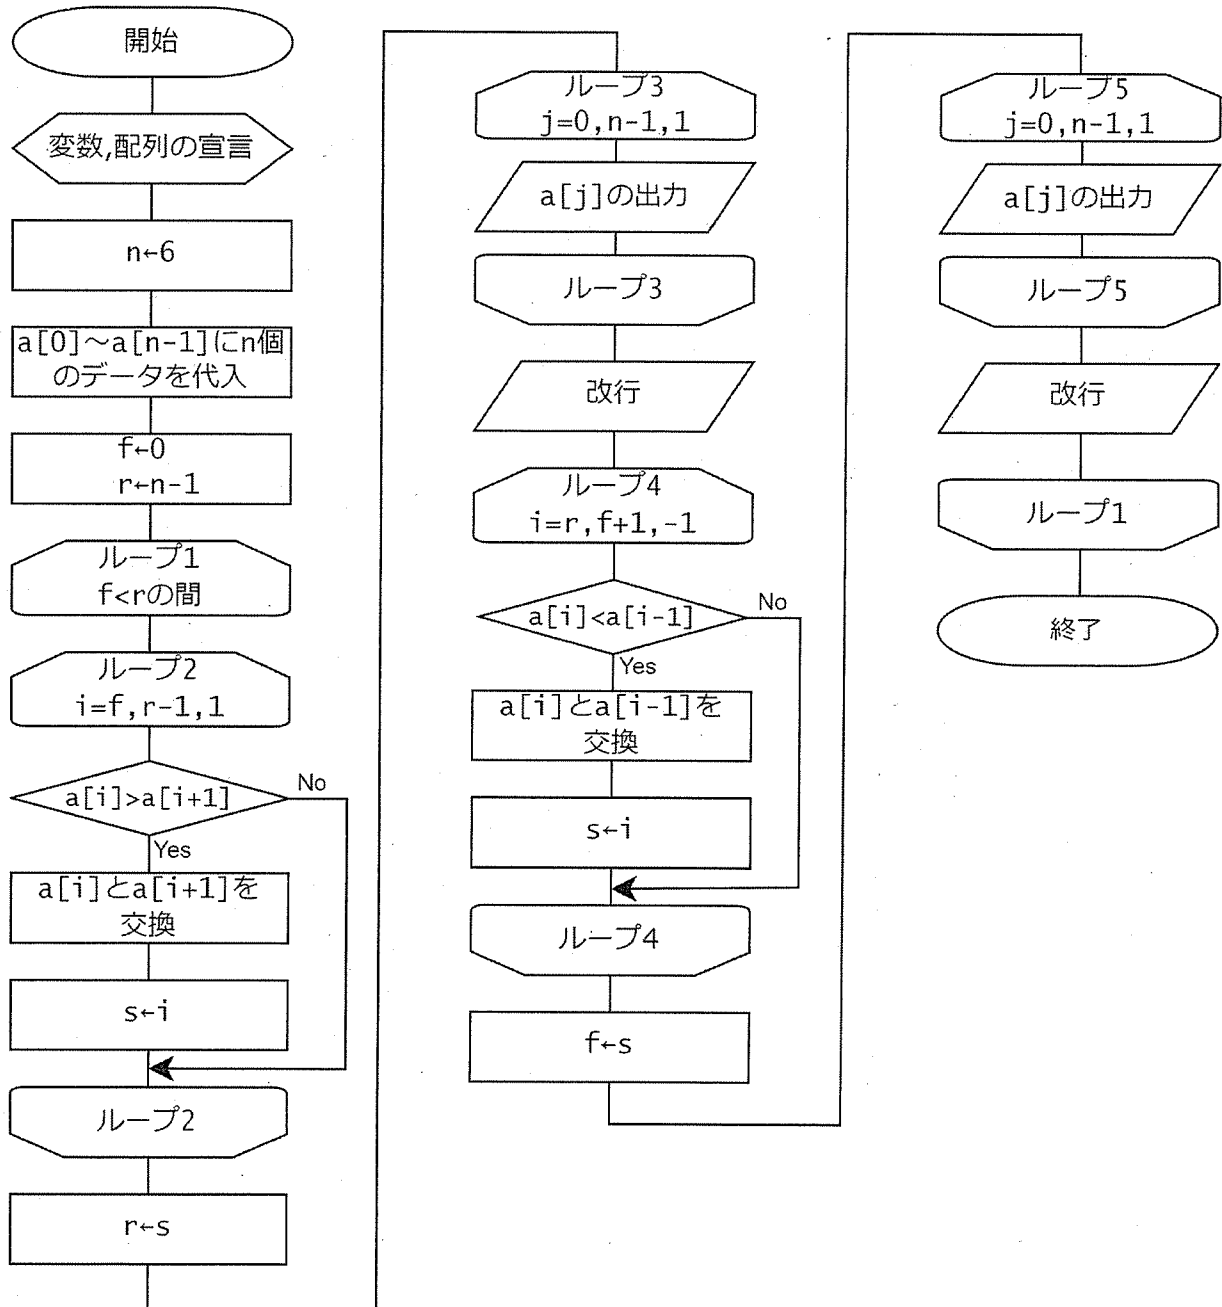 開始
変数,配列の宣言
n←6
a[0]～a[n-1]にn個
のデータを代入
f←0
r←n-1
ループ1
f<rの間
ループ2
i=f,r-1,1
a[i]>a[i+1]
No
Yes
a[i]とa[i+1]を
交換
s←i
ループ2
r←s
ループ3
j=0,n-1,1
a[j]の出力
ループ3
改行
ループ4
i=r,f+1,-1
a[i]<a[i-1]
No
Yes
a[i]とa[i-1]を
交換
s←i
ループ4
f←s
ループ5
j=0,n-1,1
a[j]の出力
ループ5
改行
ループ1
終了